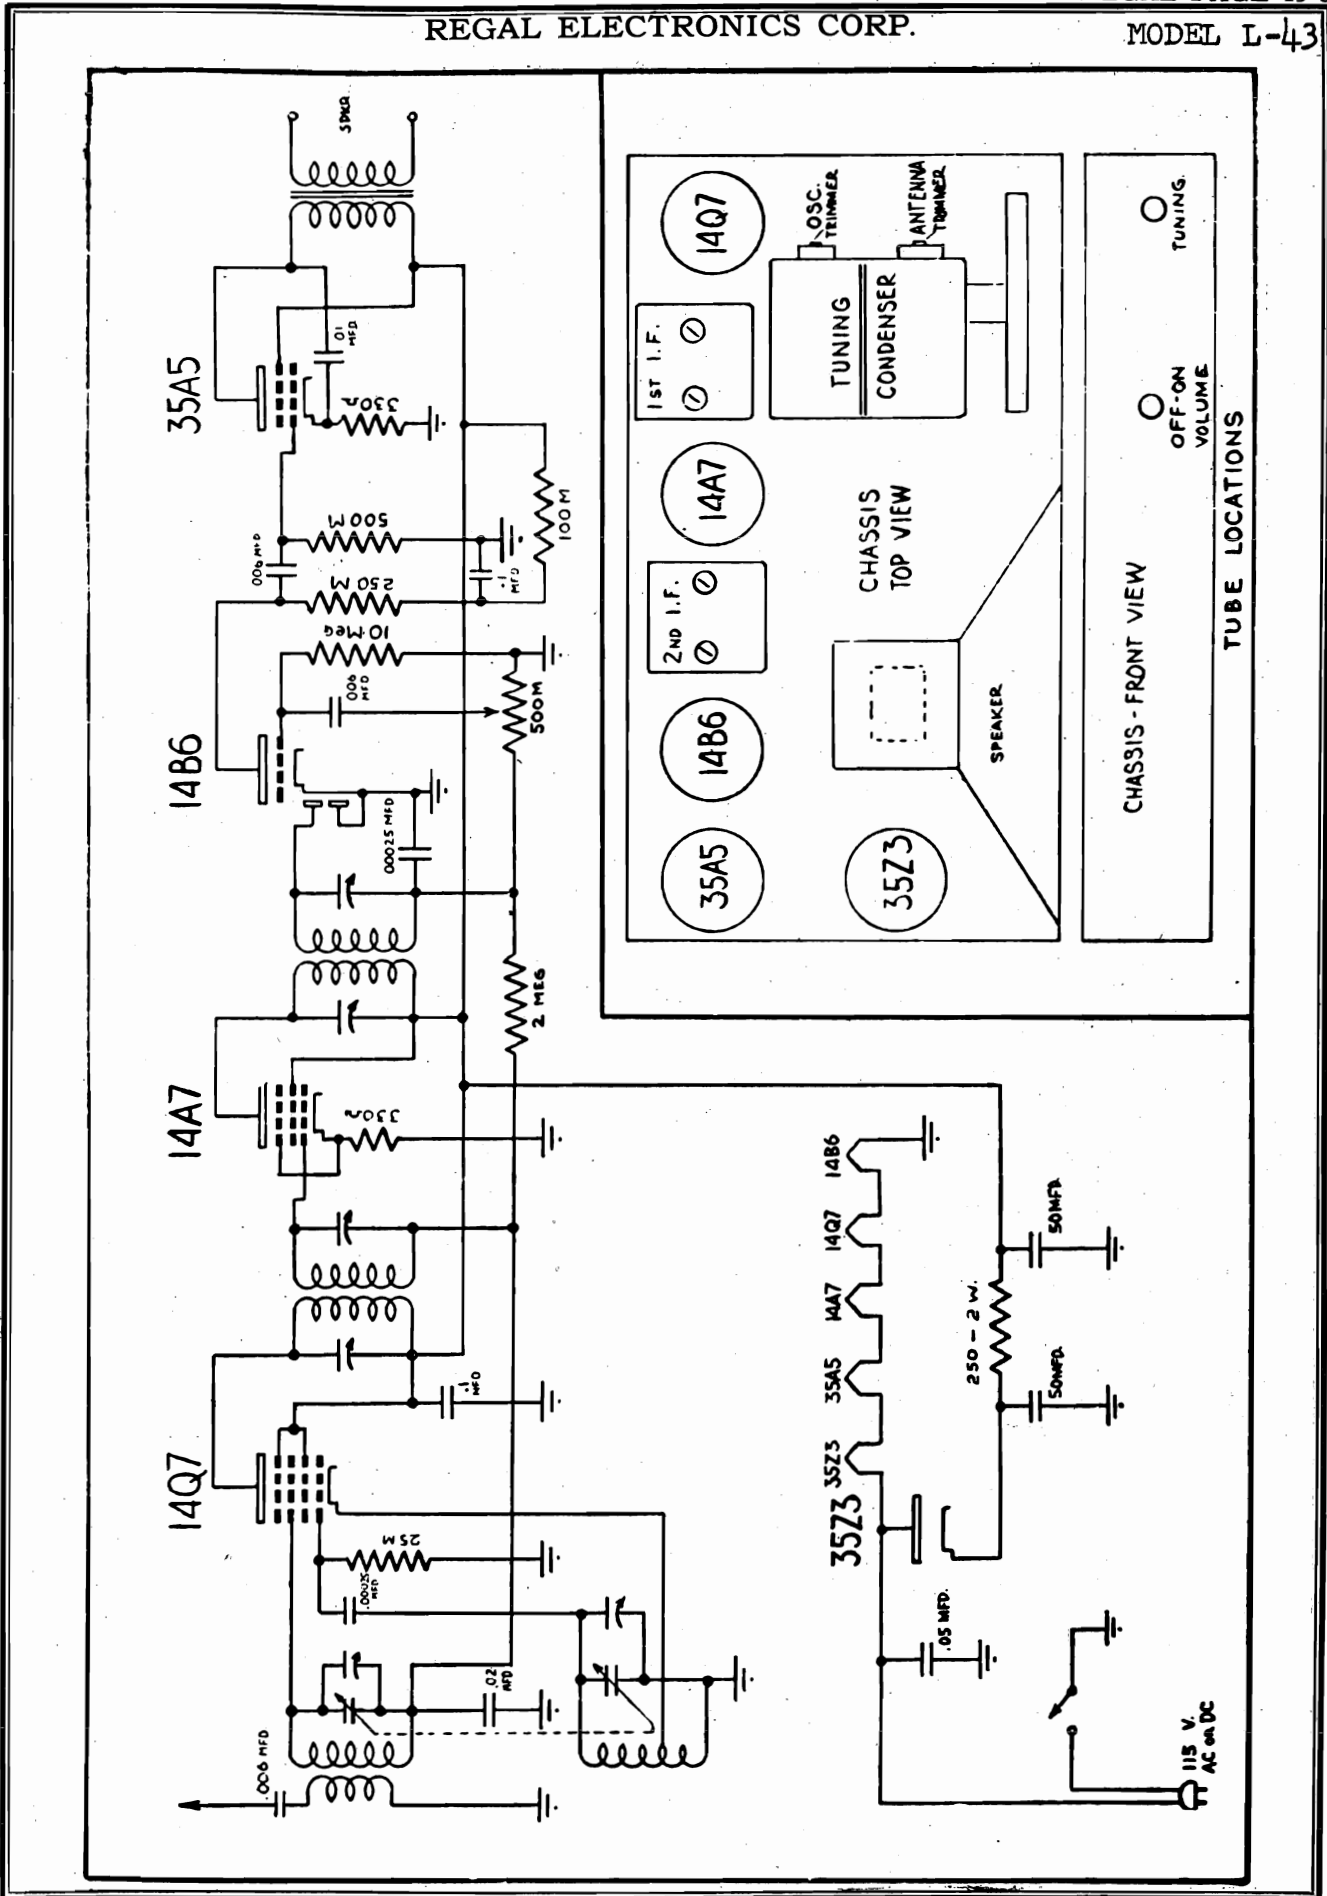 REGAL ELECTRONICS CORP.
MODEL L-43
14Q7
14A7
14B6
35A5
.006 MFD
.02
MFD
.00025
MFD
25 M
.1
MFD
330Ω
2 MEG
.00025 MFD
500M
.006
MFD
10 MEG
250 M
.006 MFD
500 M
.1
MFD
100 M
330Ω
.01
MFD
SPKR.
35Z3
35Z3
35A5
14A7
14Q7
14B6
.05 MFD.
250 - 2 W.
50MFD.
50MFD.
115 V.
AC OR DC
35A5
14B6
2ND I.F.
14A7
1ST I.F.
14Q7
35Z3
SPEAKER
CHASSIS
TOP VIEW
TUNING
CONDENSER
OSC.
TRIMMER
ANTENNA
TRIMMER
CHASSIS - FRONT VIEW
OFF-ON
VOLUME
TUNING.
TUBE LOCATIONS